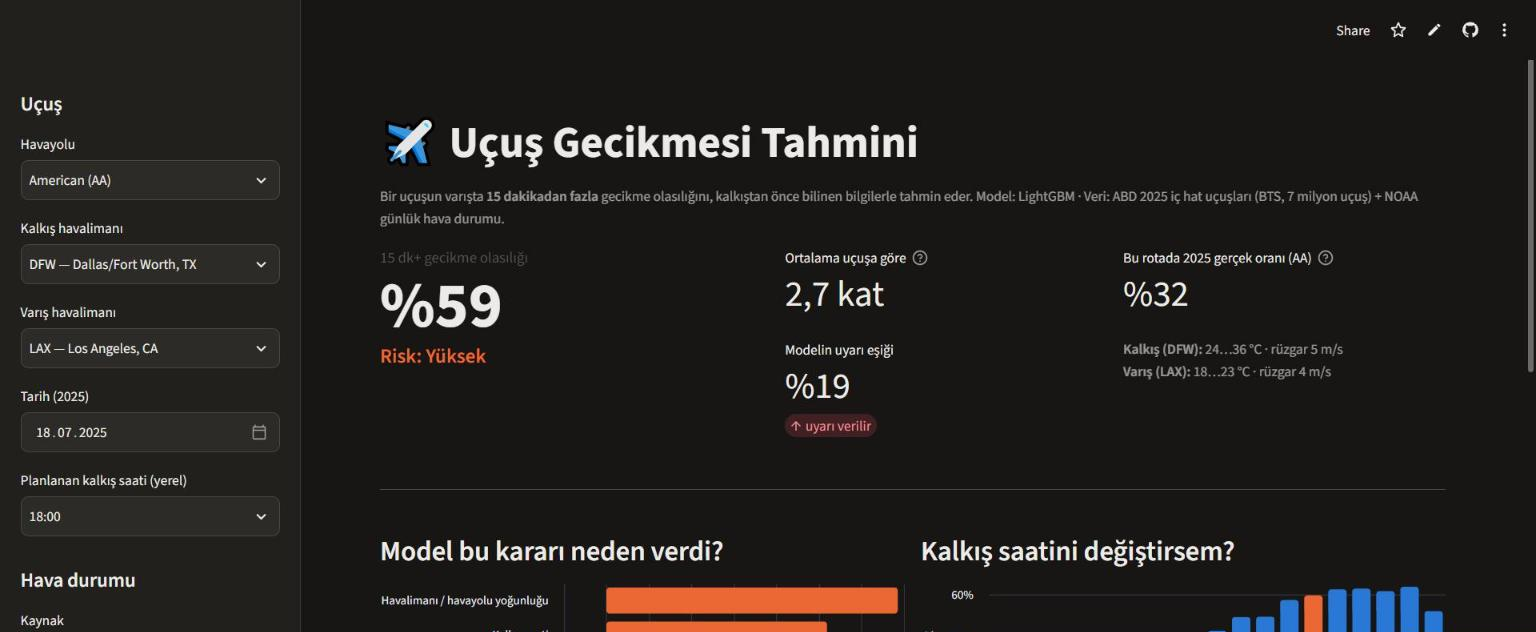 Share
Uçuş
Havayolu
American (AA)
Kalkış havalimanı
DFW — Dallas/Fort Worth, TX
Varış havalimanı
LAX — Los Angeles, CA
Tarih (2025)
18.07.2025
Planlanan kalkış saati (yerel)
18:00
Hava durumu
Kaynak
Uçuş Gecikmesi Tahmini
Bir uçuşun varışta 15 dakikadan fazla gecikme olasılığını, kalkıştan önce bilinen bilgilerle tahmin eder. Model: LightGBM · Veri: ABD 2025 iç hat uçuşları (BTS, 7 milyon uçuş) + NOAA
günlük hava durumu.
15 dk+ gecikme olasılığı
%59
Risk: Yüksek
Ortalama uçuşa göre
2,7 kat
Modelin uyarı eşiği
%19
↑ uyarı verilir
Bu rotada 2025 gerçek oranı (AA)
%32
Kalkış (DFW): 24…36 °C · rüzgar 5 m/s
Varış (LAX): 18…23 °C · rüzgar 4 m/s
Model bu kararı neden verdi?
Havalimanı / havayolu yoğunluğu
Kalkış saatini değiştirsem?
60%